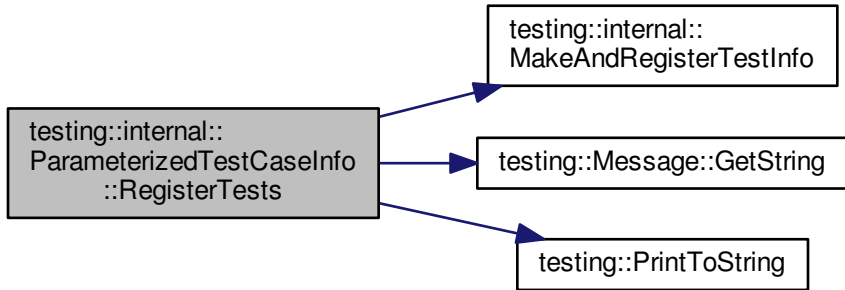 testing::internal::
ParameterizedTestCaseInfo
::RegisterTests
testing::internal::
MakeAndRegisterTestInfo
testing::Message::GetString
testing::PrintToString